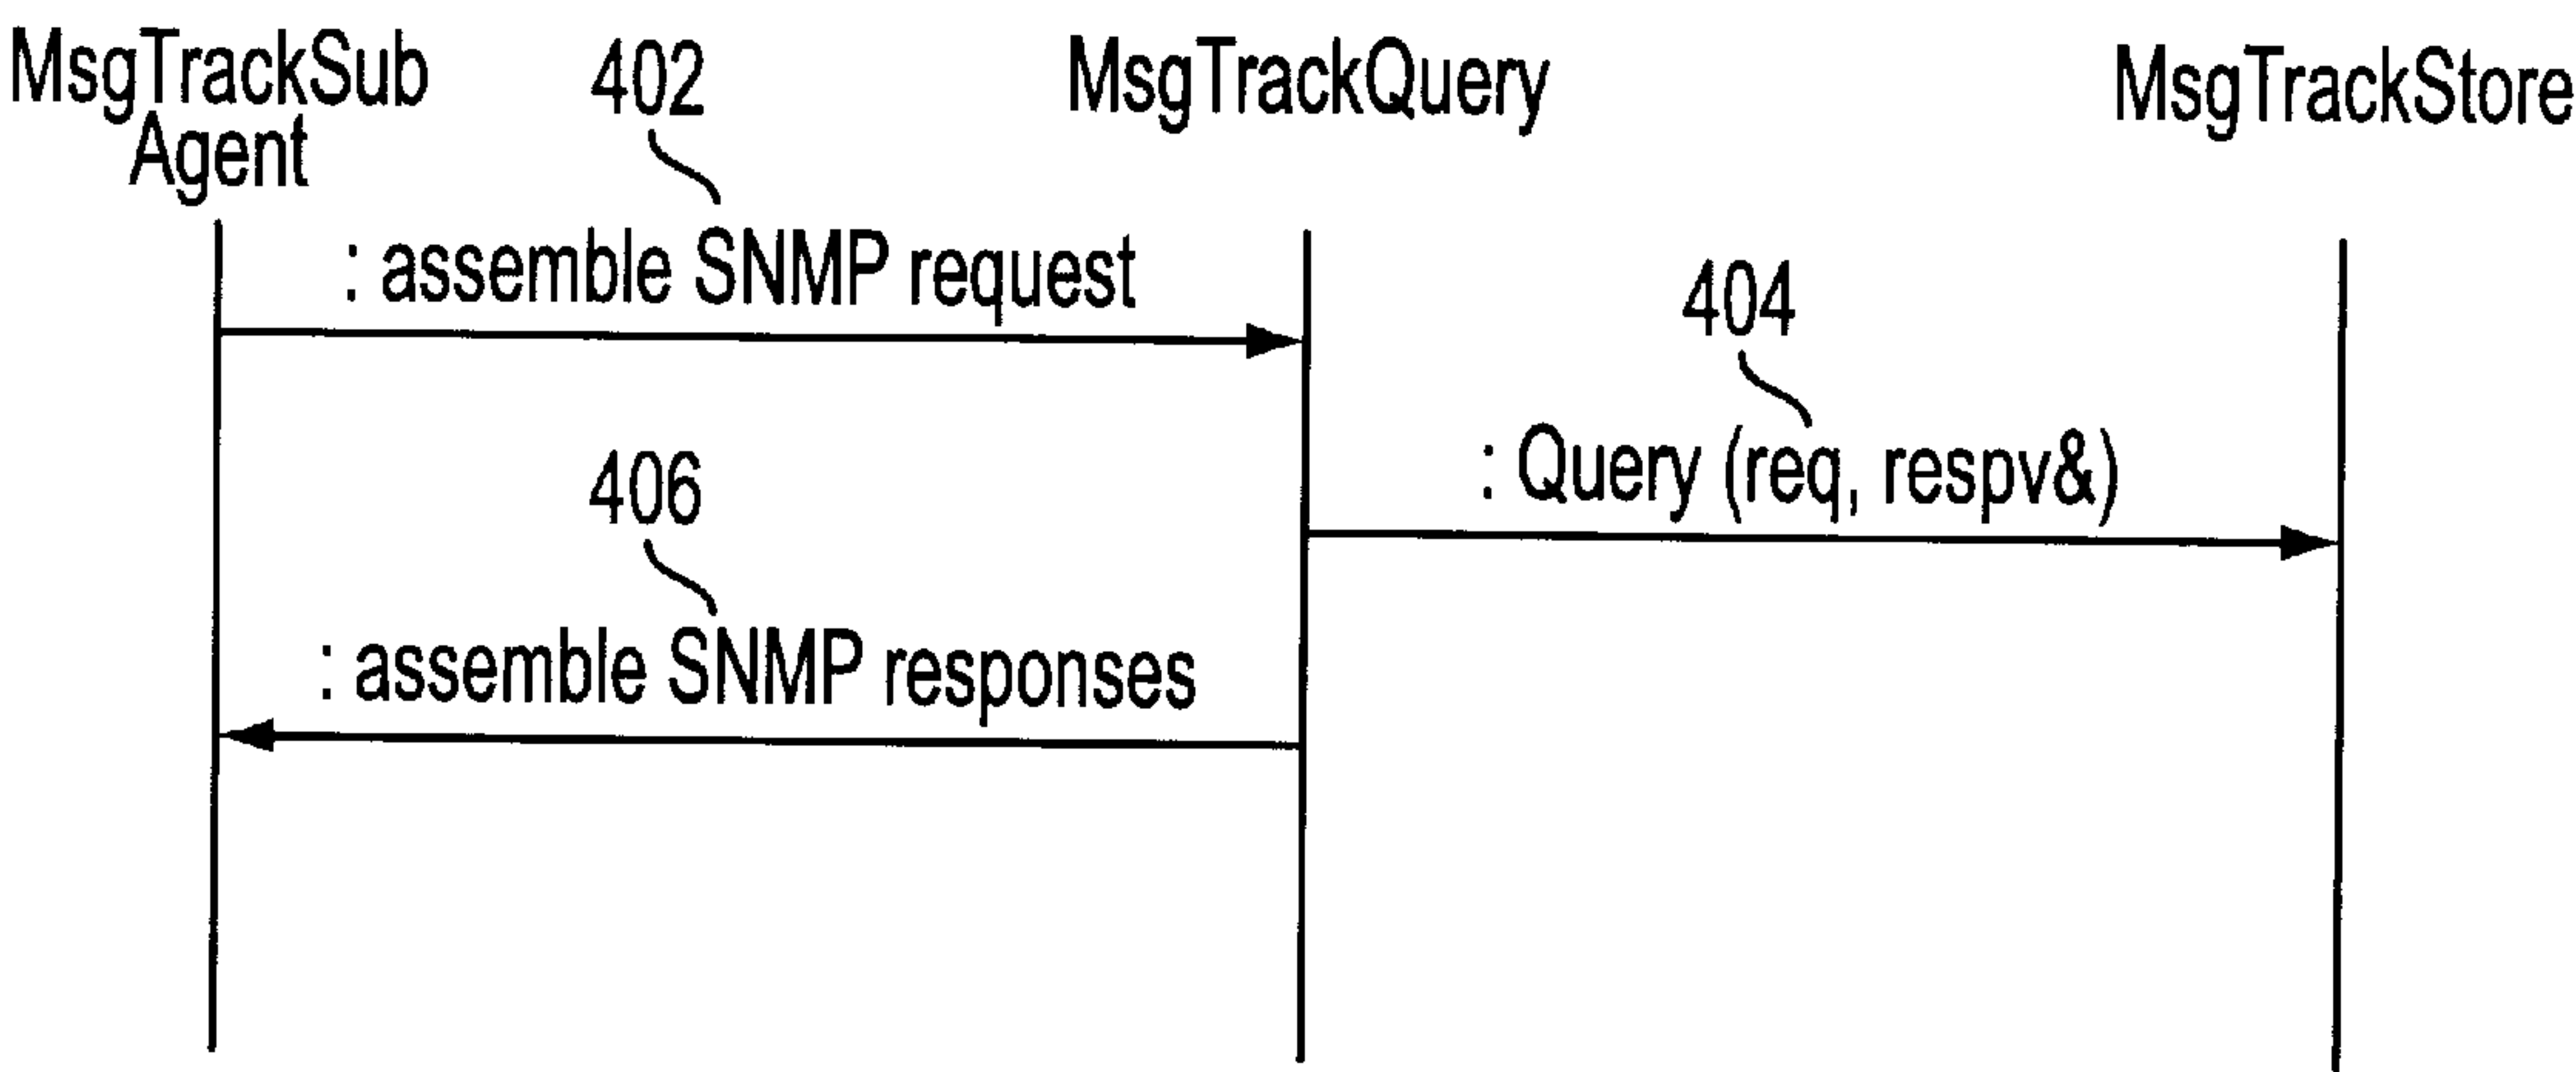 MsgTrackSub
Agent
402
MsgTrackQuery
MsgTrackStore
: assemble SNMP request
404
: Query (req, respv&)
406
: assemble SNMP responses